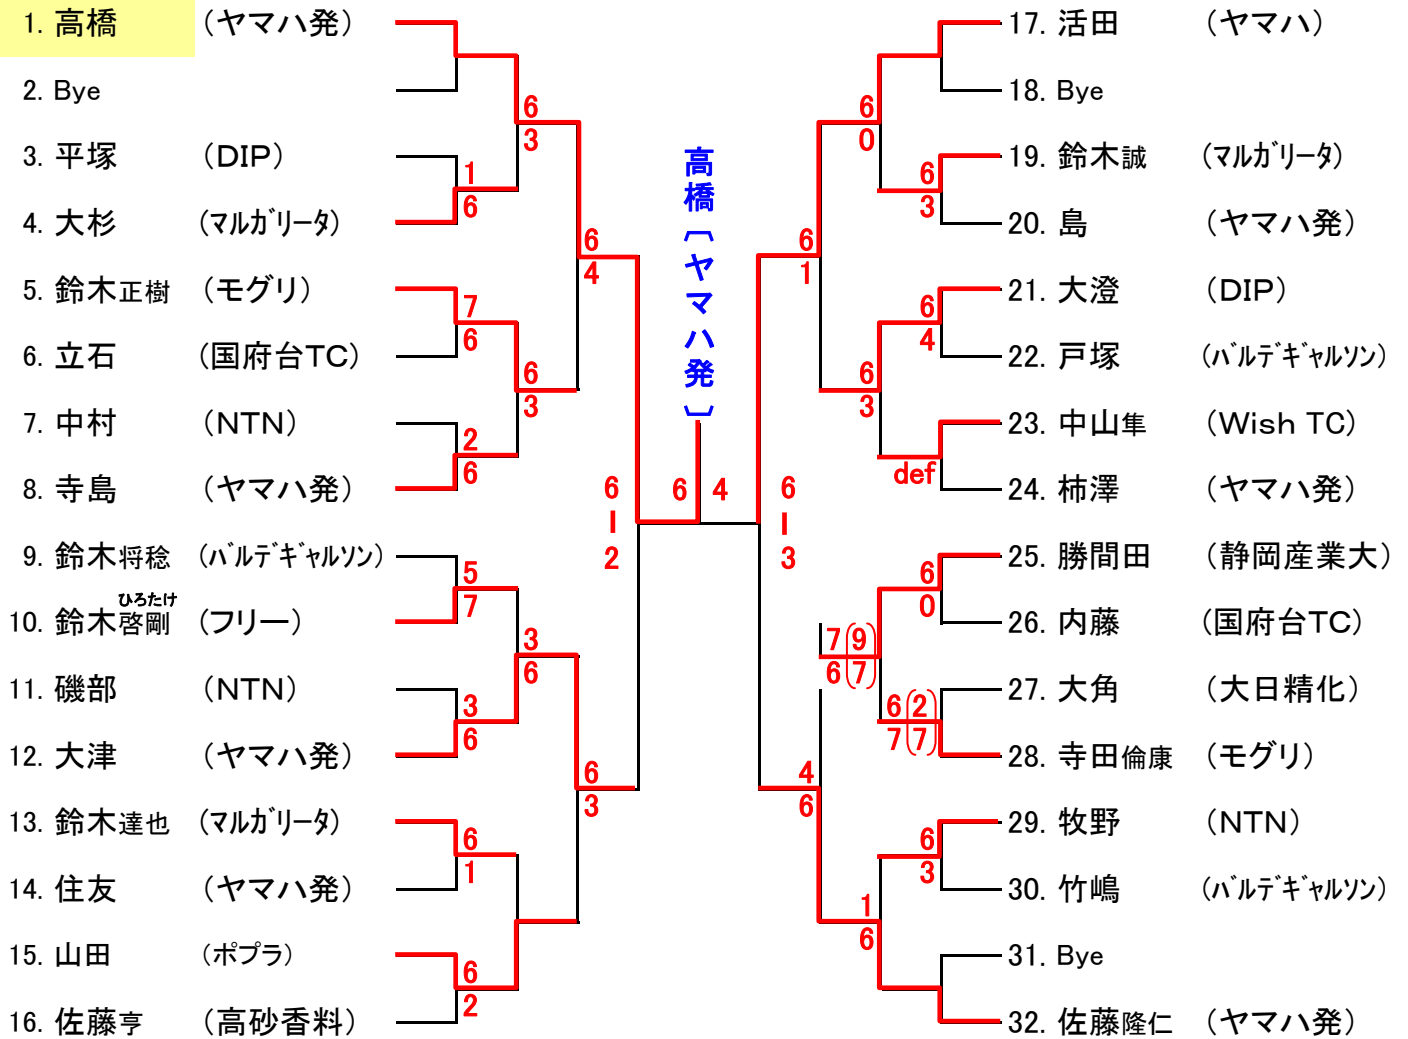 1. 高橋 (ヤマハ発)
2. Bye
3. 平塚 (DIP)
4. 大杉 (マルガリータ)
5. 鈴木正樹 (モグリ)
6. 立石 (国府台TC)
7. 中村 (NTN)
8. 寺島 (ヤマハ発)
9. 鈴木将稔 (バルデギャルソン)
ひろたけ
10. 鈴木啓剛 (フリー)
11. 磯部 (NTN)
12. 大津 (ヤマハ発)
13. 鈴木達也 (マルガリータ)
14. 住友 (ヤマハ発)
15. 山田 (ポプラ)
16. 佐藤亨 (高砂香料)
1
6
7
6
2
6
5
7
3
6
6
1
6
2
6
3
6
3
3
6
6
4
6
3
6-2
高橋〔ヤマハ発〕
6 4
6-3
6
1
4
6
6
0
6
3
7(9)
6(7)
1
6
6
3
6
4
def
6
0
6(2)
7(7)
6
3
17. 活田 (ヤマハ)
18. Bye
19. 鈴木誠 (マルガリータ)
20. 島 (ヤマハ発)
21. 大澄 (DIP)
22. 戸塚 (バルデギャルソン)
23. 中山隼 (Wish TC)
24. 柿澤 (ヤマハ発)
25. 勝間田 (静岡産業大)
26. 内藤 (国府台TC)
27. 大角 (大日精化)
28. 寺田倫康 (モグリ)
29. 牧野 (NTN)
30. 竹嶋 (バルデギャルソン)
31. Bye
32. 佐藤隆仁 (ヤマハ発)